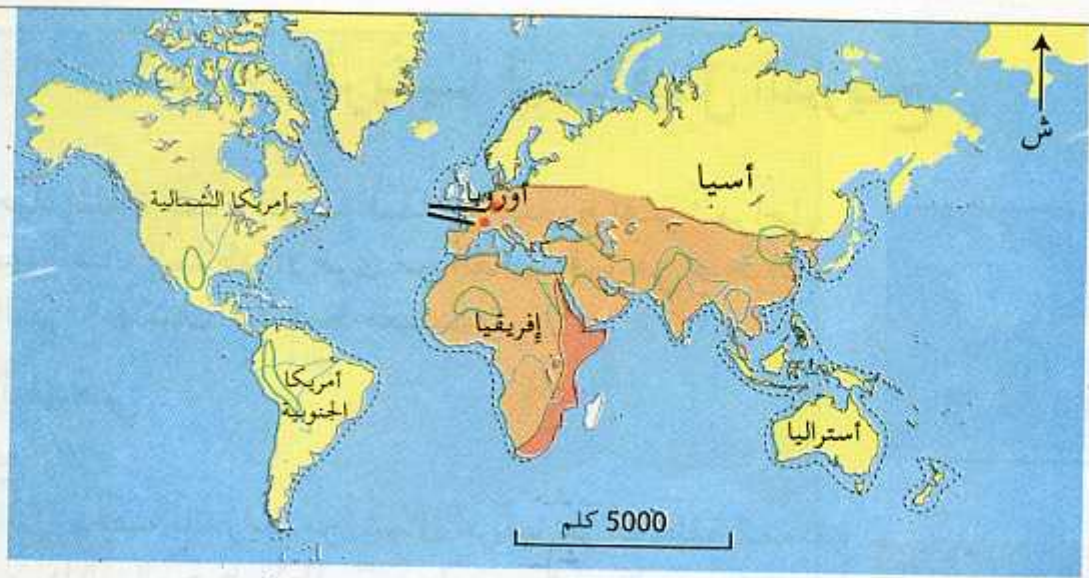 ش
أسيا
أوروبا
أمريكا الشمالية
إفريقيا
أمريكا
الجنوبية
أستراليا
5000 كلم